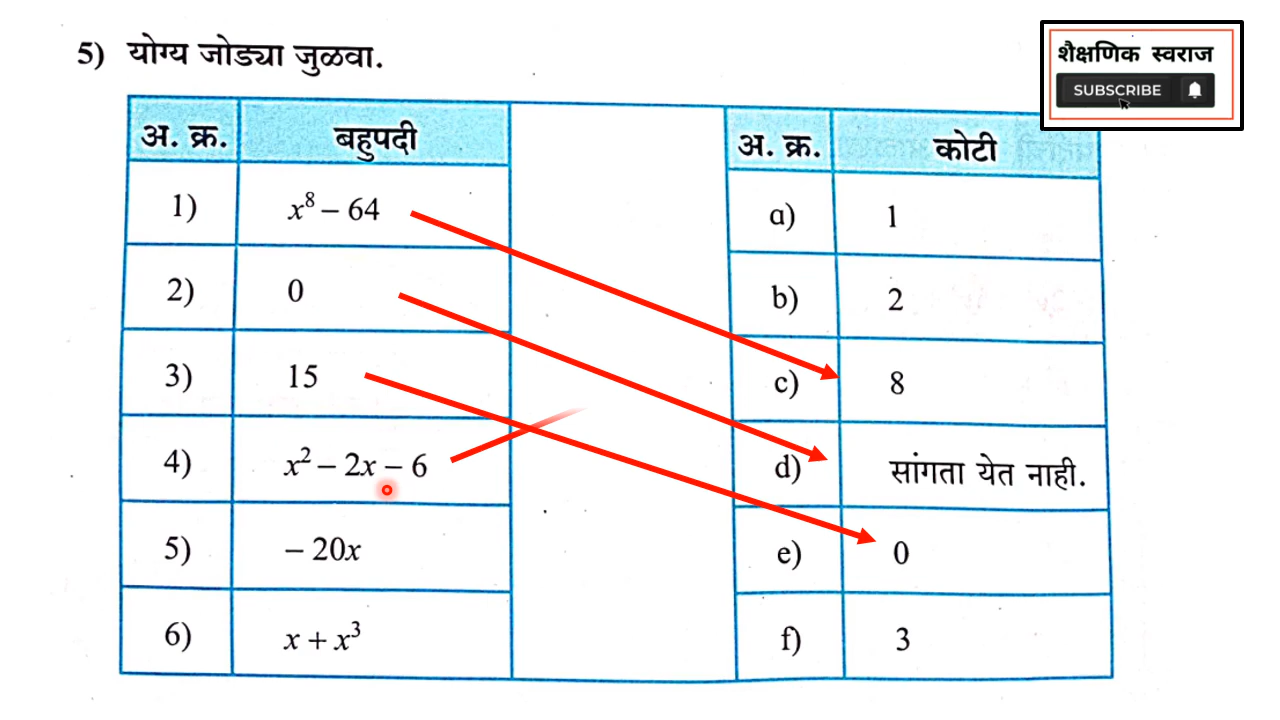 5) योग्य जोड्या जुळवा.
शैक्षणिक स्वराज
SUBSCRIBE
अ. क्र. बहुपदी अ. क्र. कोटी
1) x⁸ – 64 a) 1
2) 0 b) 2
3) 15 c) 8
4) x² – 2x – 6 d) सांगता येत नाही.
5) – 20x e) 0
6) x + x³ f) 3